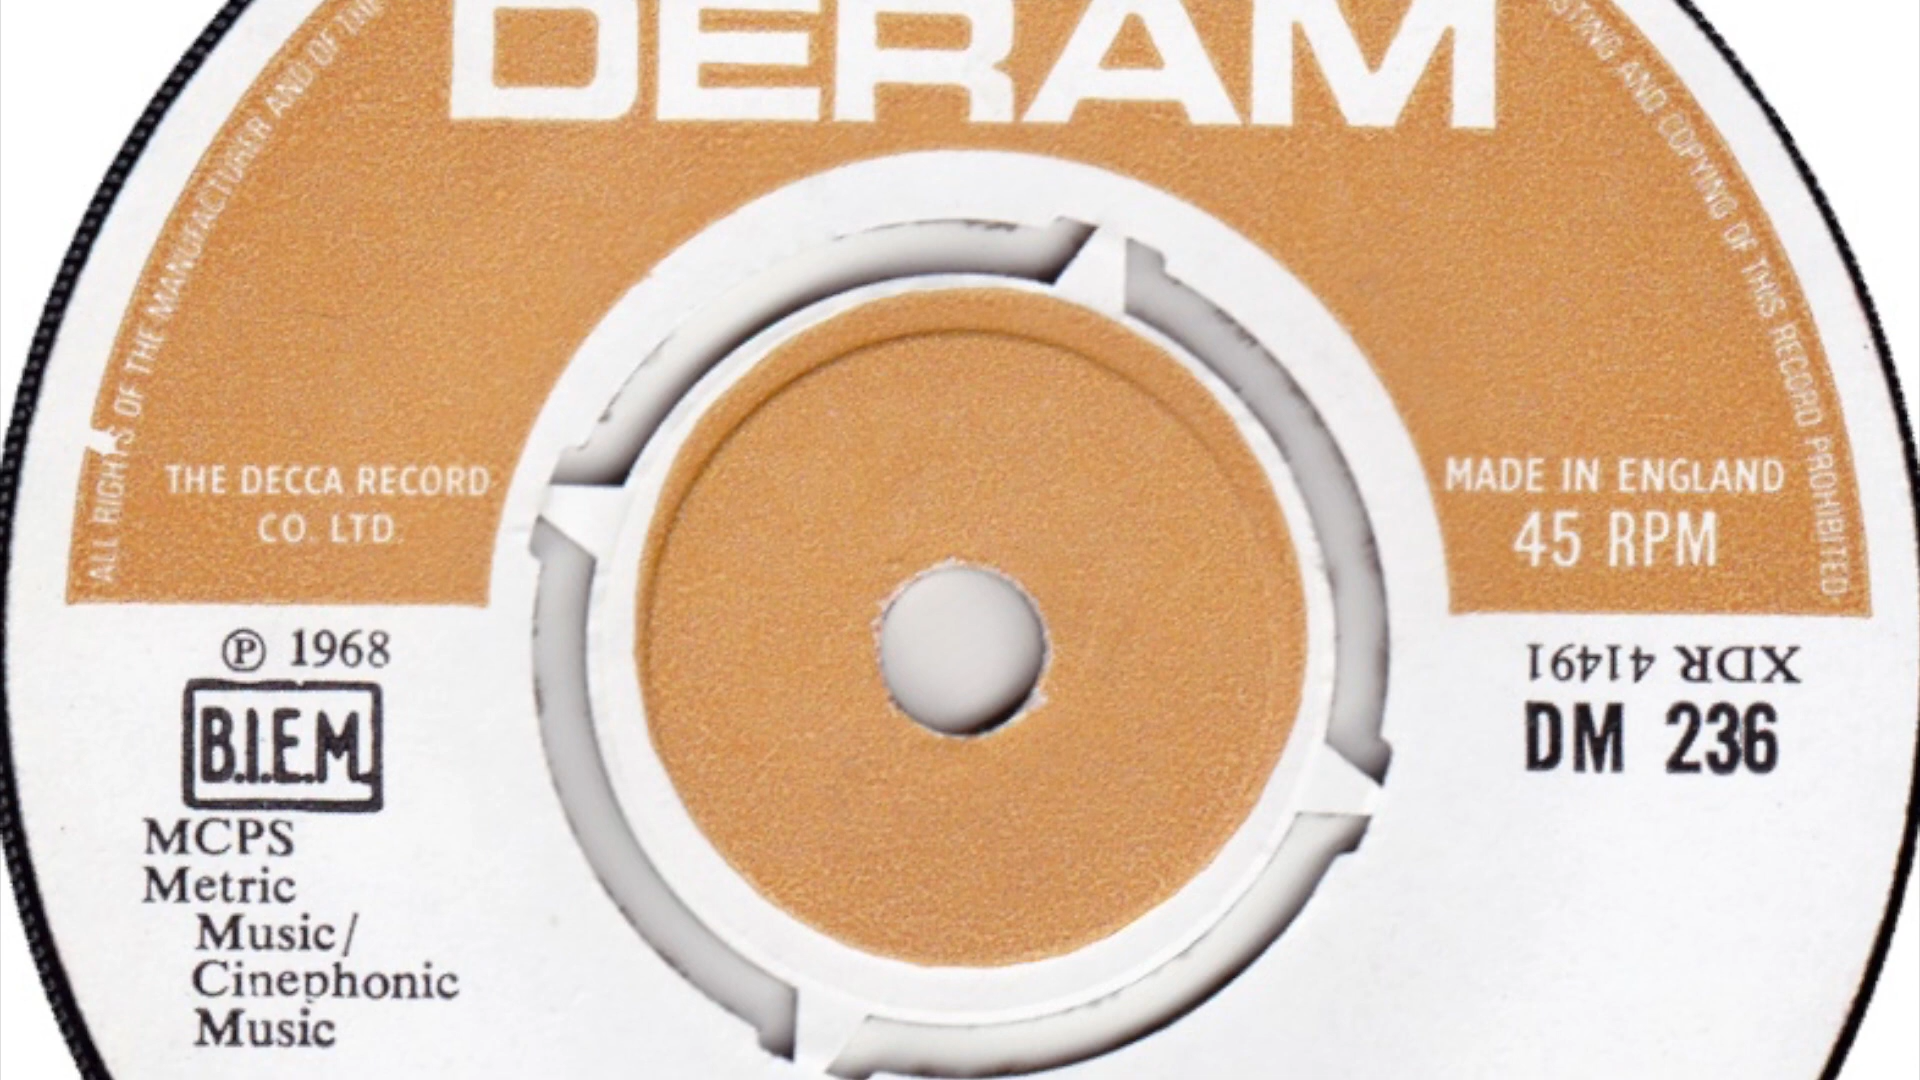 DERAM
ALL RIGHTS OF THE MANUFACTURER AND OF THE
AND COPYING OF THIS RECORD PROHIBITED
THE DECCA RECORD
CO. LTD.
MADE IN ENGLAND
45 RPM
℗ 1968
B.I.E.M.
MCPS
Metric
Music/
Cinephonic
Music
XDR 41491
DM 236